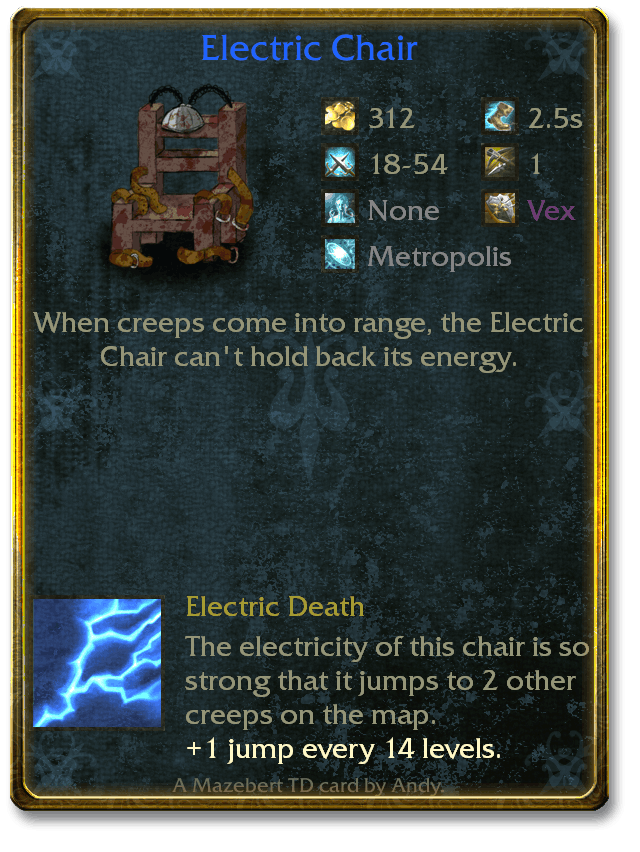 Electric Chair
312 2.5s
18-54 1
None Vex
Metropolis
When creeps come into range, the Electric
Chair can't hold back its energy.
Electric Death
The electricity of this chair is so
strong that it jumps to 2 other
creeps on the map.
+1 jump every 14 levels.
A Mazebert TD card by Andy.